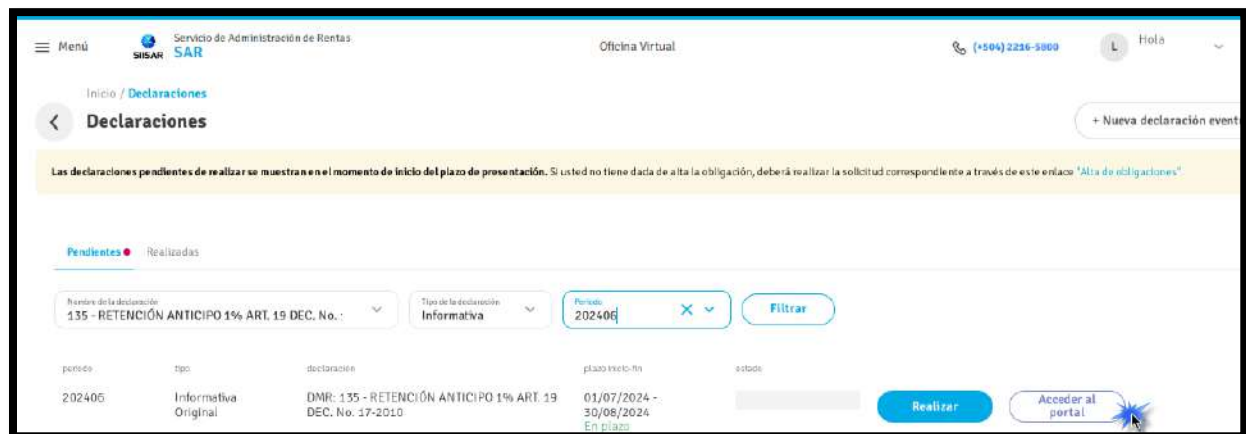 Menú
SIISAR
Servicio de Administración de Rentas
SAR
Oficina Virtual
(+504) 2216-5800
L
Hola
Inicio / Declaraciones
Declaraciones
+ Nueva declaración event
Las declaraciones pendientes de realizar se muestran en el momento de inicio del plazo de presentación. Si usted no tiene dada de alta la obligación, deberá realizar la solicitud correspondiente a través de este enlace "Alta de obligaciones"
Pendientes Realizadas
Nombre de la declaración
135 - RETENCIÓN ANTICIPO 1% ART. 19 DEC. No. :
Tipo de la declaración
Informativa
Período
202406
Filtrar
periodo tipo declaración plazo inicio-fin estado
202406
Informativa
Original
DMR: 135 - RETENCIÓN ANTICIPO 1% ART. 19
DEC. No. 17-2010
01/07/2024 -
30/08/2024
En plazo
Realizar
Acceder al
portal